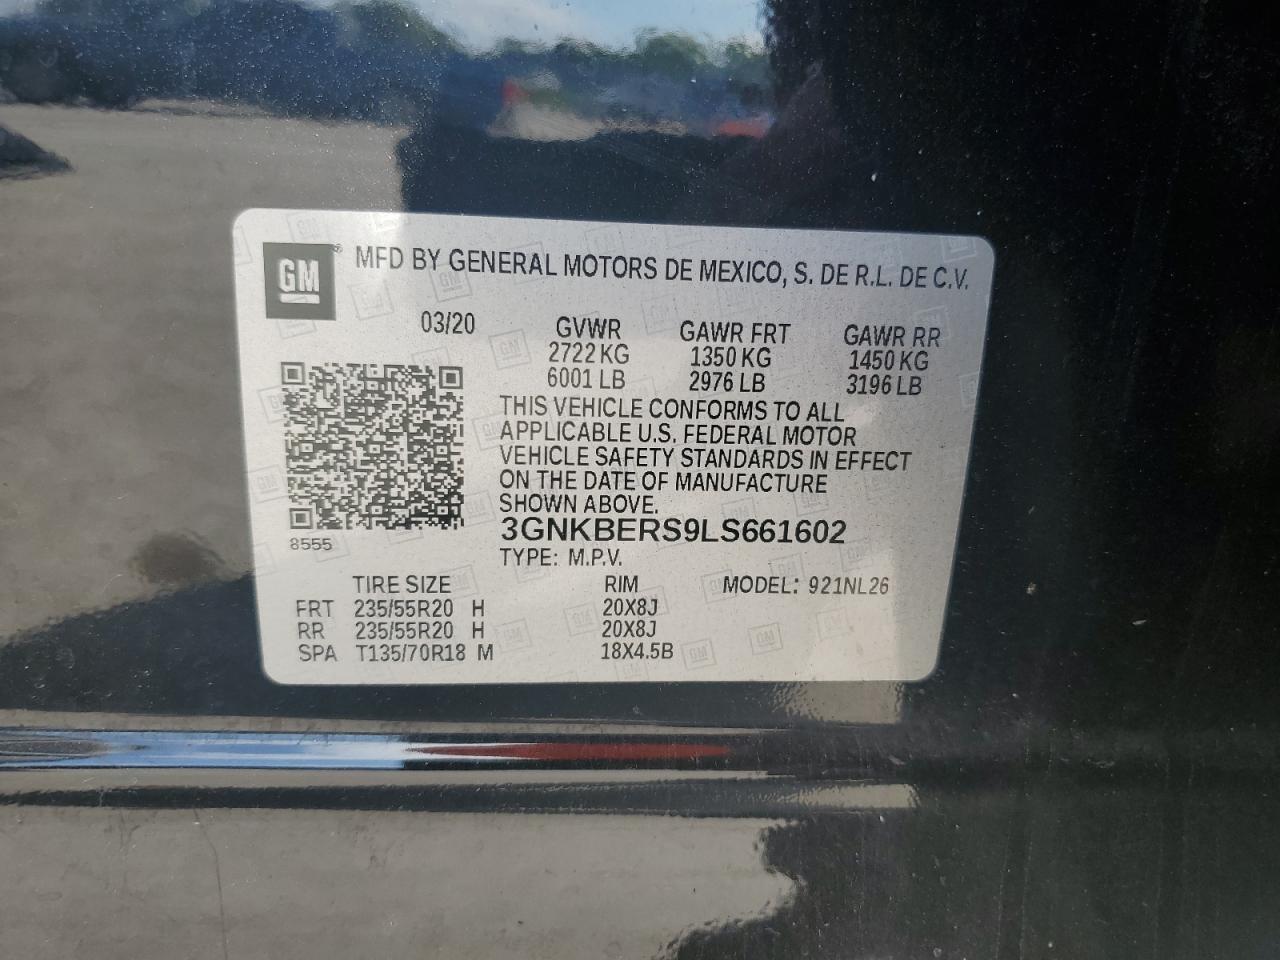 GM MFD BY GENERAL MOTORS DE MEXICO, S. DE R.L. DE C.V.
03/20 GVWR GAWR FRT GAWR RR
2722 KG 1350 KG 1450 KG
6001 LB 2976 LB 3196 LB
THIS VEHICLE CONFORMS TO ALL
APPLICABLE U.S. FEDERAL MOTOR
VEHICLE SAFETY STANDARDS IN EFFECT
ON THE DATE OF MANUFACTURE
SHOWN ABOVE.
3GNKBERS9LS661602
8555
TYPE: M.P.V.
TIRE SIZE RIM MODEL: 921NL26
FRT 235/55R20 H 20X8J
RR 235/55R20 H 20X8J
SPA T135/70R18 M 18X4.5B